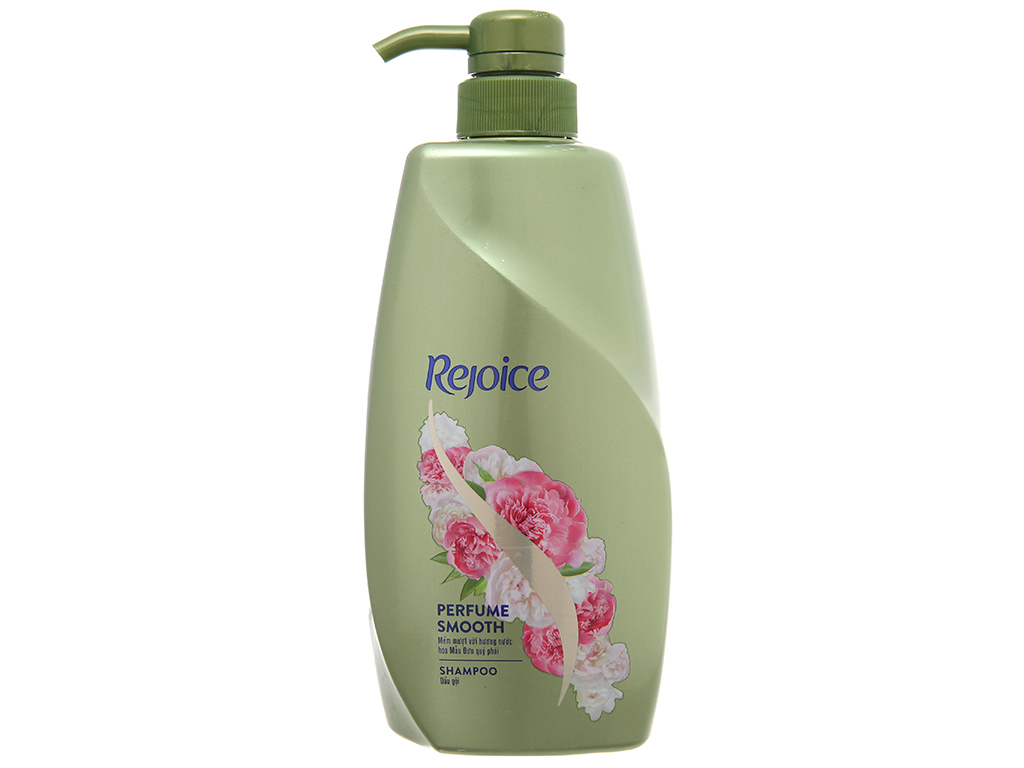 Rejoice
PERFUME
SMOOTH
Mềm mượt với hương nước
hoa Mẫu Đơn quý phái
SHAMPOO
Dầu gội